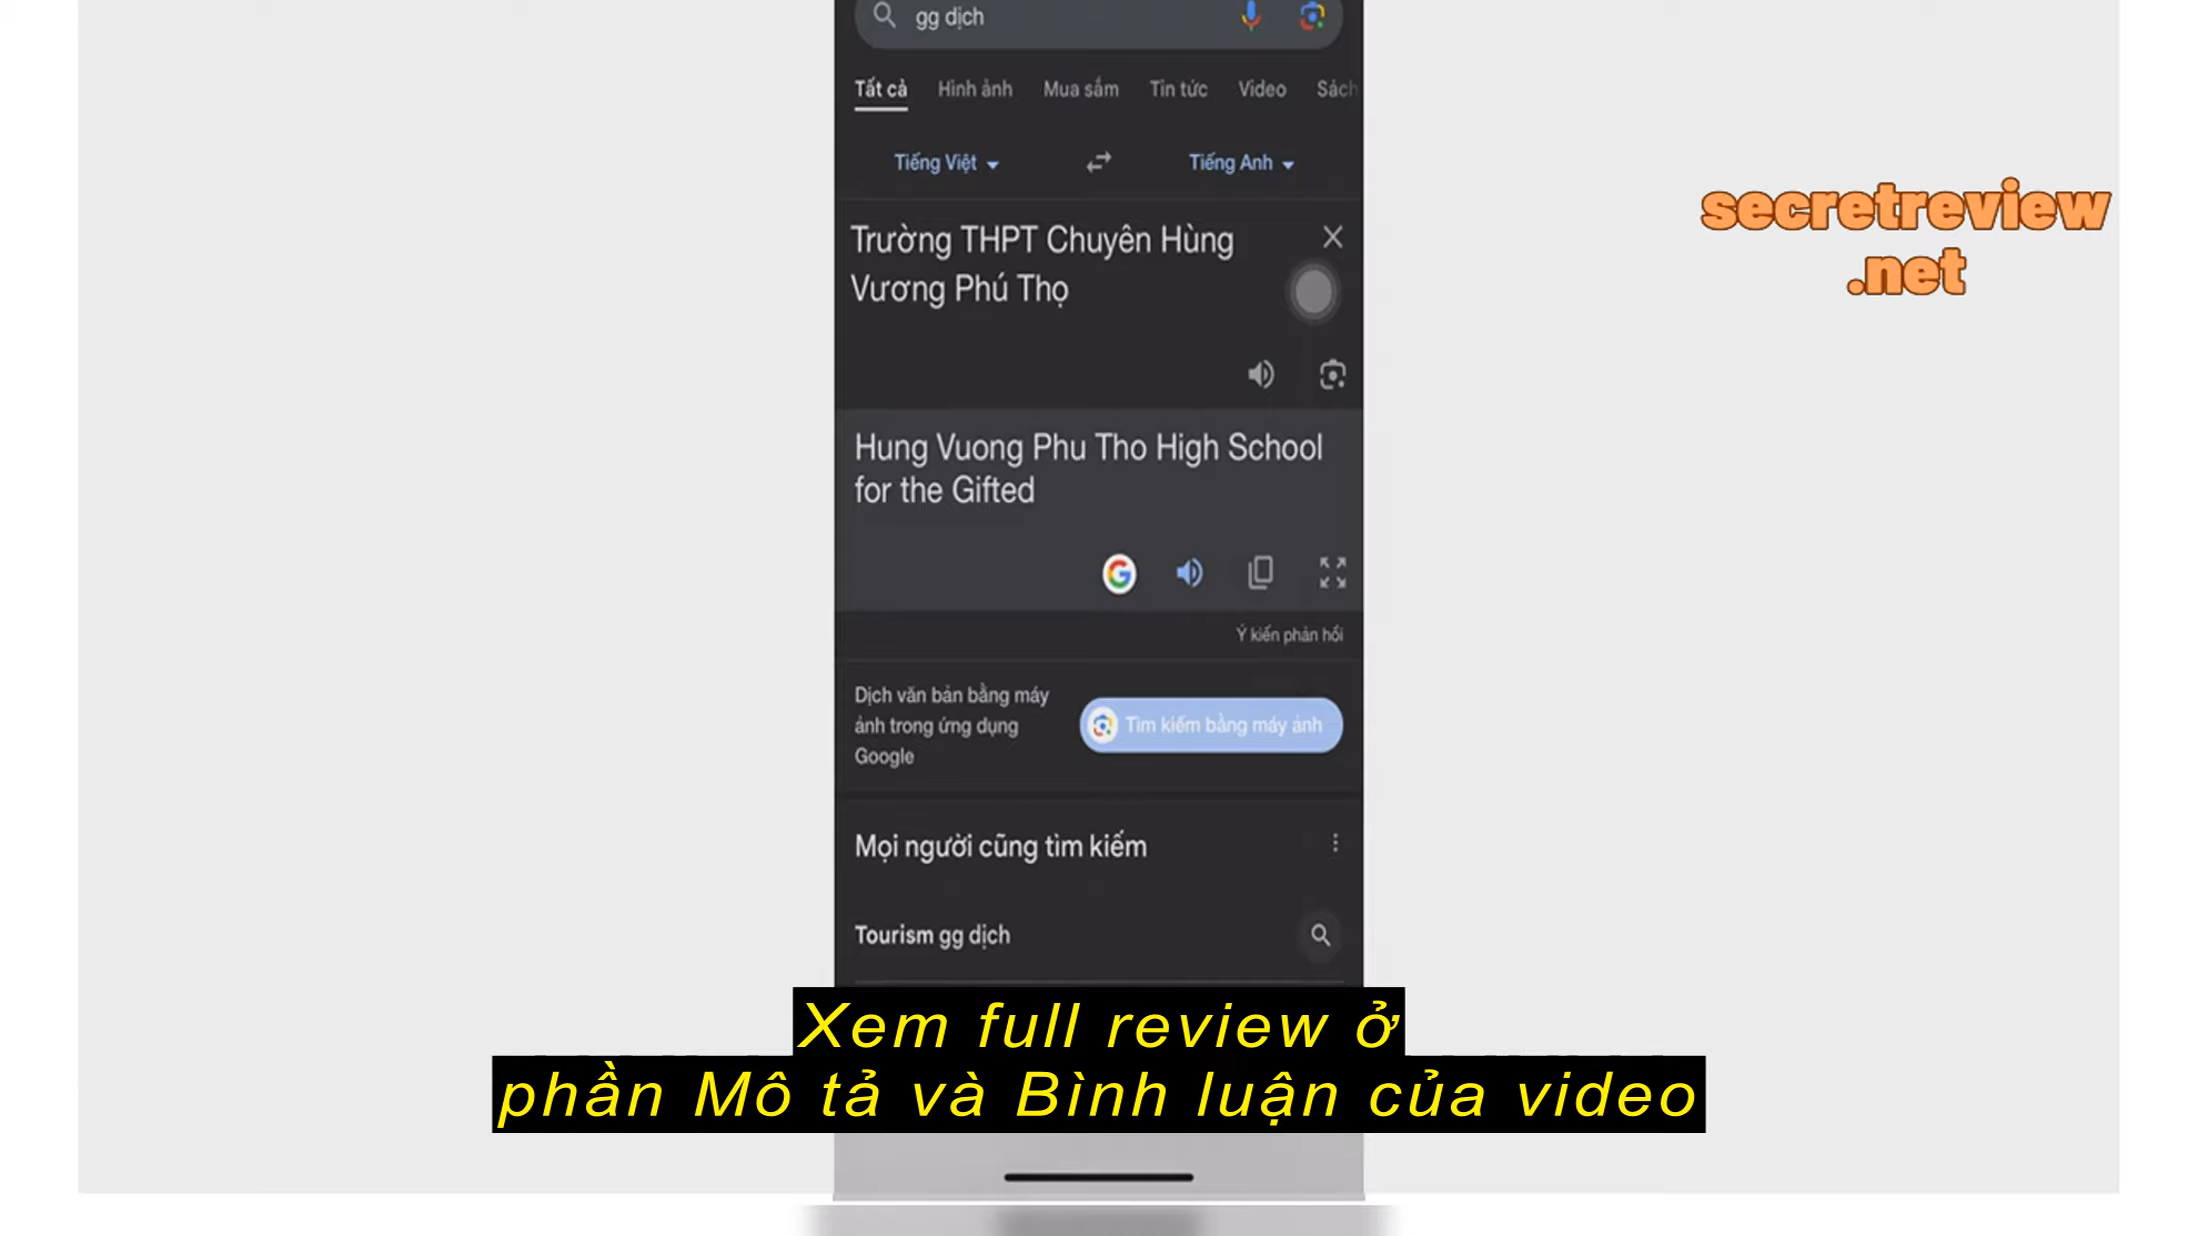 gg dịch
Tất cả Hình ảnh Mua sắm Tin tức Video Sách
Tiếng Việt Tiếng Anh
Trường THPT Chuyên Hùng
Vương Phú Thọ
Hung Vuong Phu Tho High School
for the Gifted
Ý kiến phản hồi
Dịch văn bản bằng máy
ảnh trong ứng dụng
Google
Tìm kiếm bằng máy ảnh
Mọi người cũng tìm kiếm
Tourism gg dịch
Xem full review ở
phần Mô tả và Bình luận của video
secretreview
.net